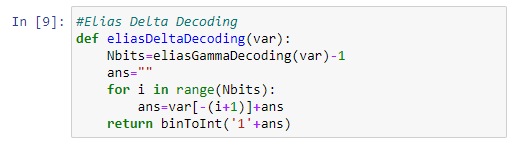 In [9]: #Elias Delta Decoding
def eliasDeltaDecoding(var):
    Nbits=eliasGammaDecoding(var)-1
    ans=""
    for i in range(Nbits):
        ans=var[-(i+1)]+ans
    return binToInt('1'+ans)